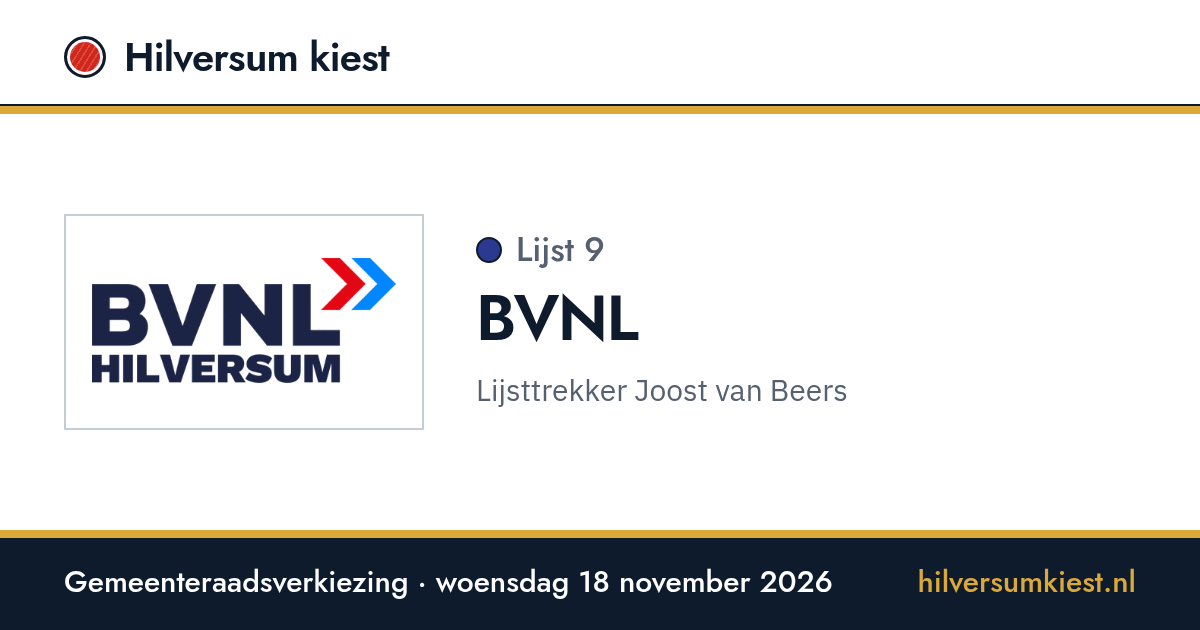 Hilversum kiest
BVNL
HILVERSUM
Lijst 9
BVNL
Lijsttrekker Joost van Beers
Gemeenteraadsverkiezing · woensdag 18 november 2026
hilversumkiest.nl